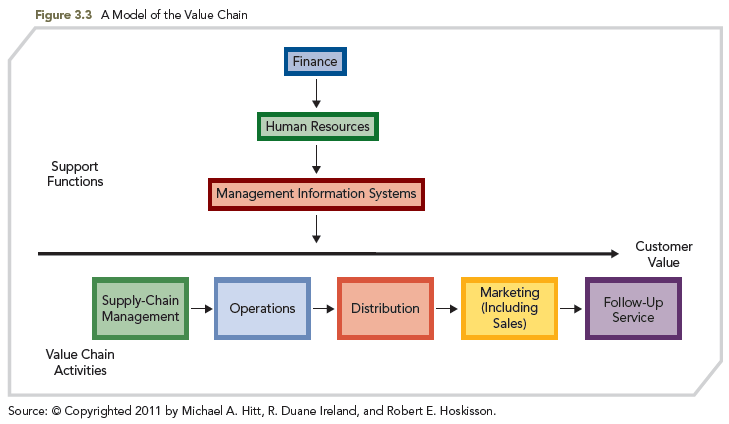 Figure 3.3 A Model of the Value Chain
Finance
Human Resources
Support
Functions
Management Information Systems
Customer
Value
Supply-Chain
Management
Operations
Distribution
Marketing
(Including
Sales)
Follow-Up
Service
Value Chain
Activities
Source: © Copyrighted 2011 by Michael A. Hitt, R. Duane Ireland, and Robert E. Hoskisson.